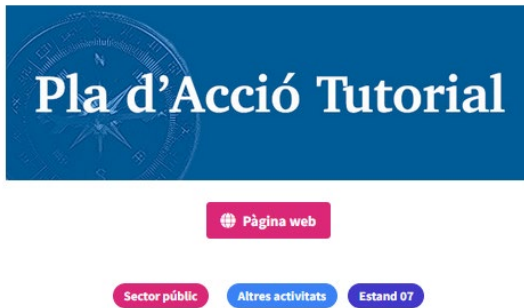 Pla d'Acció Tutorial
Pàgina web
Sector públic Altres activitats Estand 07